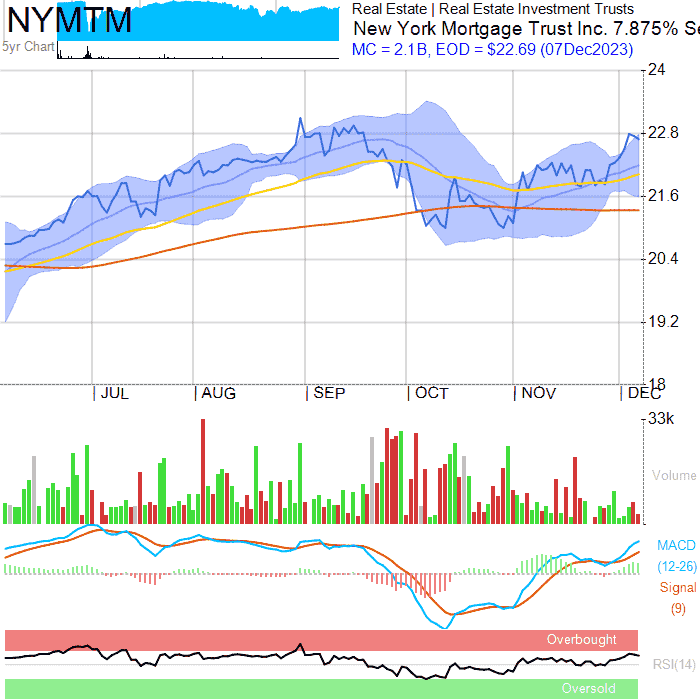 NYMTM
Real Estate | Real Estate Investment Trusts
New York Mortgage Trust Inc. 7.875% Se
MC = 2.1B, EOD = $22.69 (07Dec2023)
5yr Chart
24
22.8
21.6
20.4
19.2
18
JUL
AUG
SEP
OCT
NOV
DEC
33k
Volume
MACD
(12-26)
Signal
(9)
Overbought
RSI(14)
Oversold